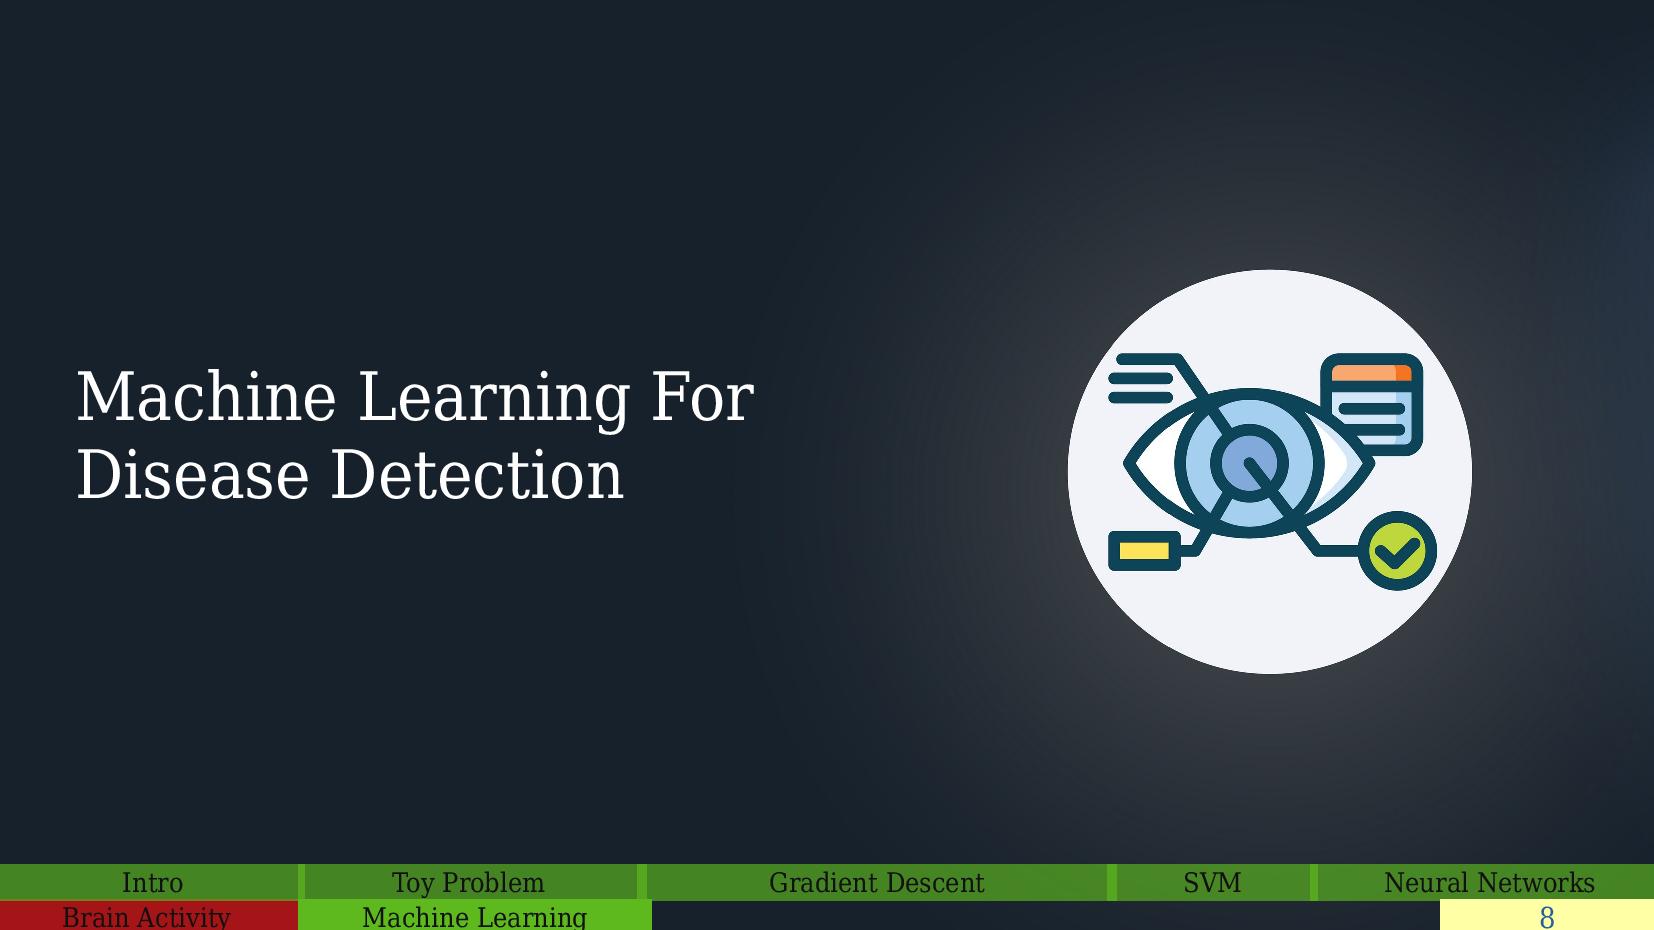 Machine Learning For
Disease Detection
Intro
Toy Problem
Gradient Descent
SVM
Neural Networks
Brain Activity
Machine Learning
8